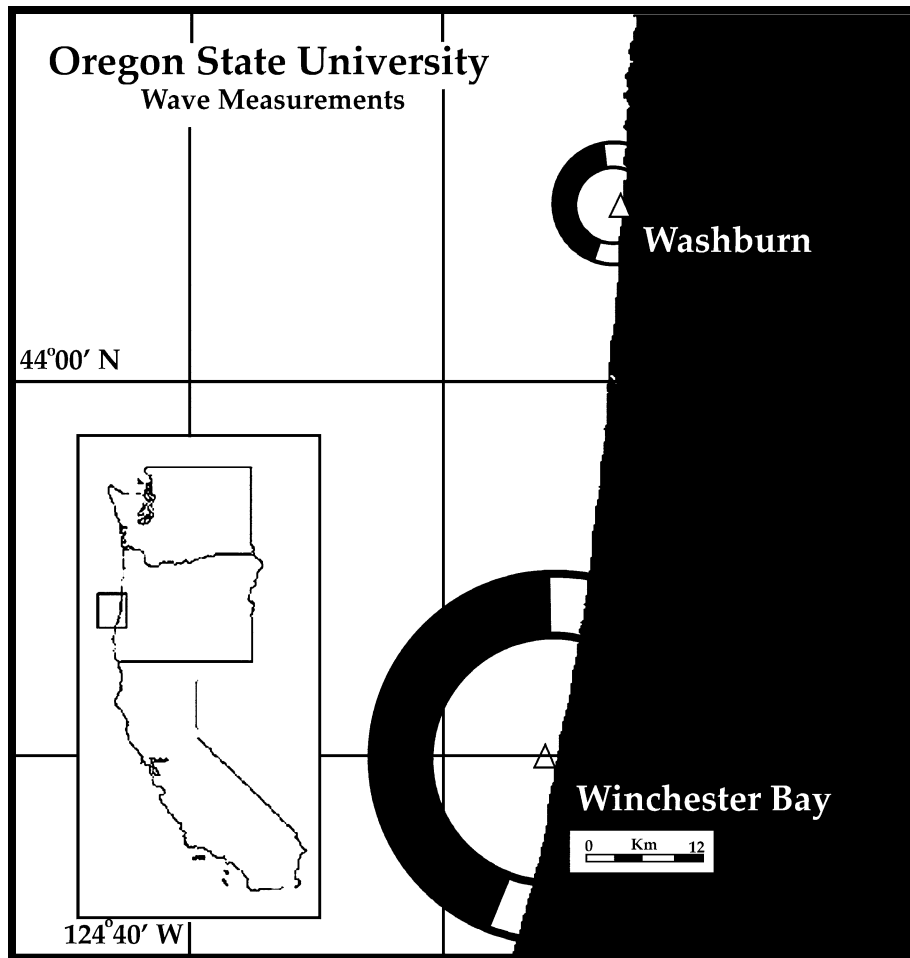 Oregon State University
Wave Measurements
Washburn
44°00' N
Winchester Bay
0 Km 12
124°40' W